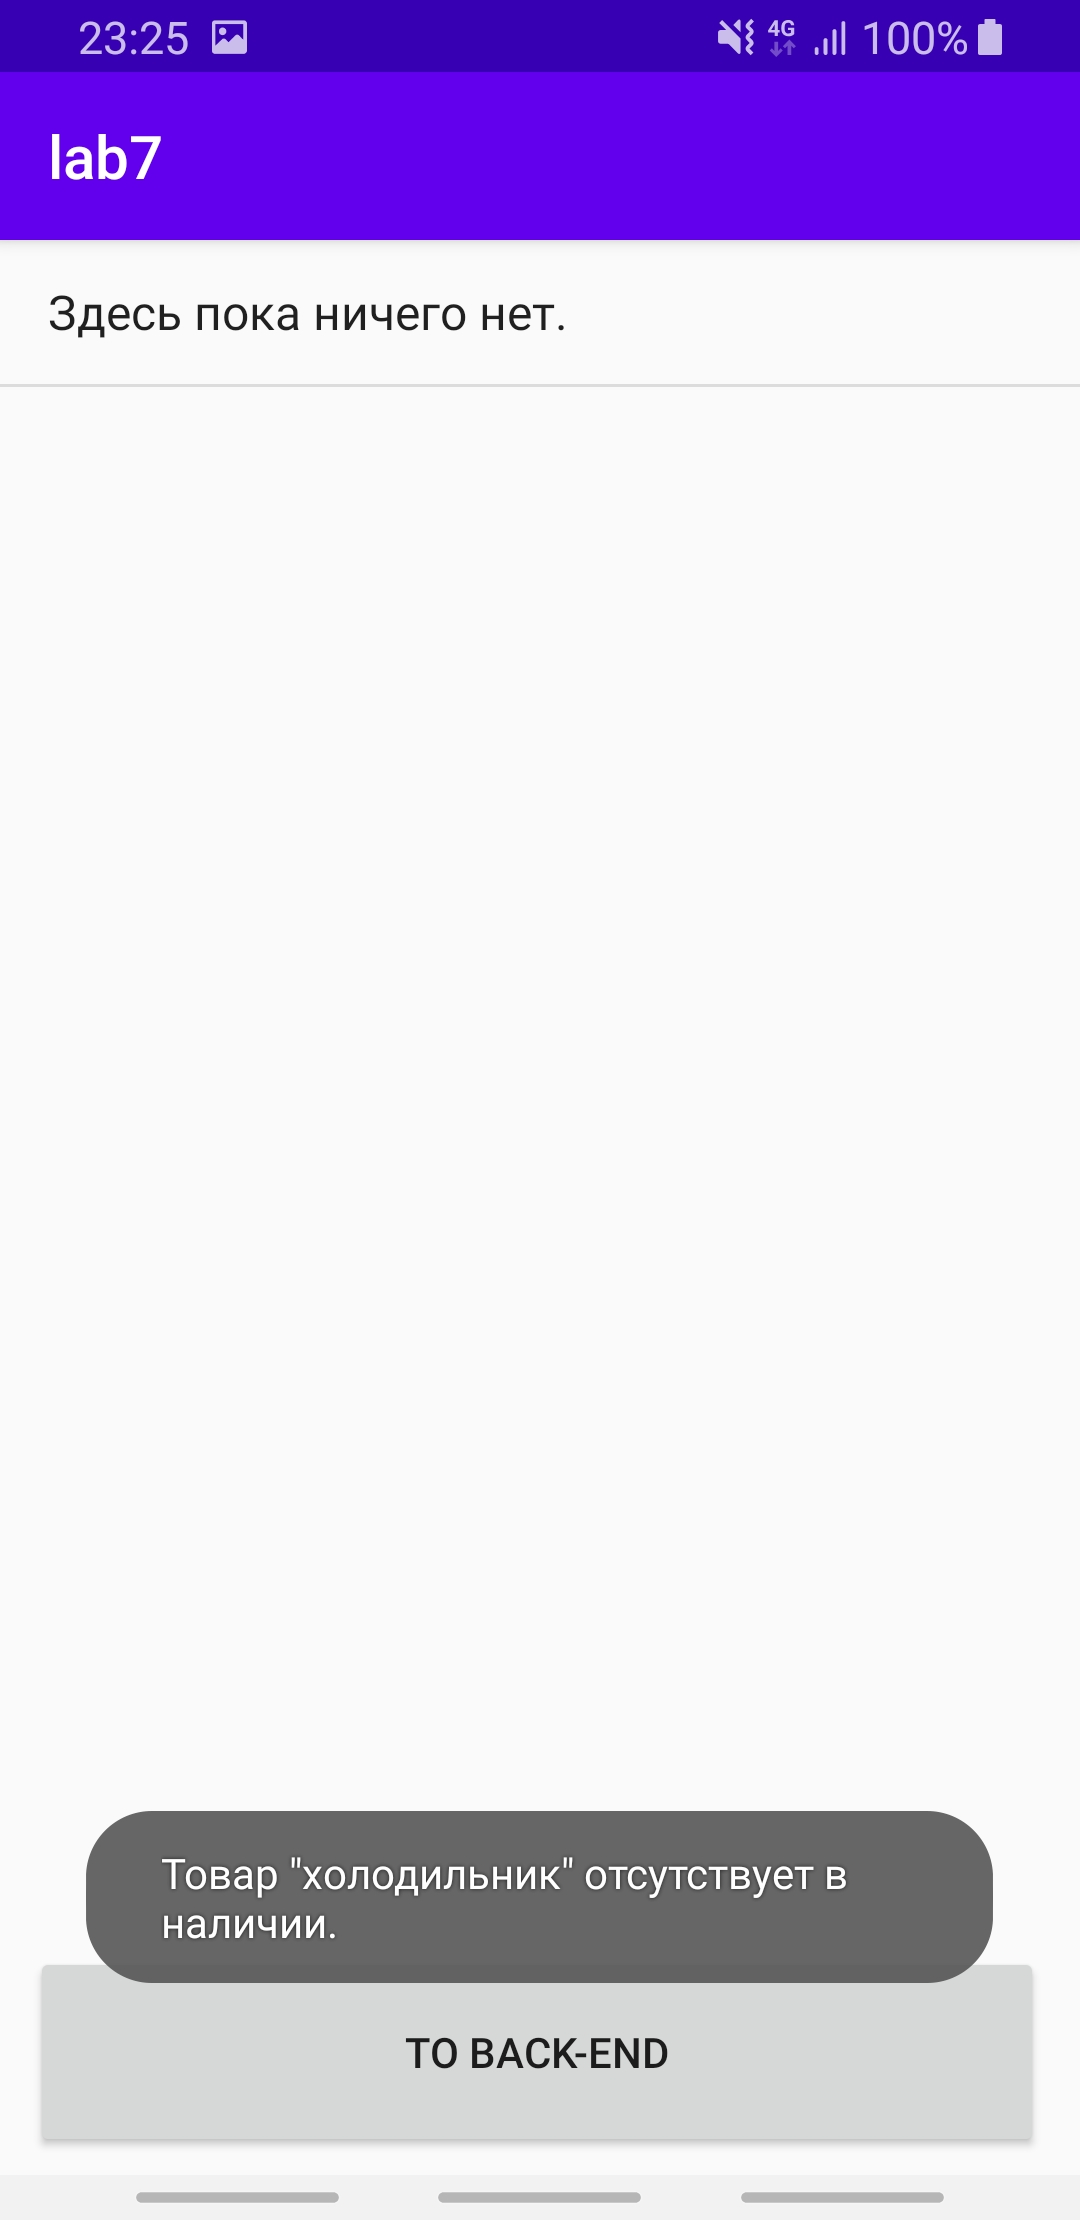 23:25 4G 100%
lab7
Здесь пока ничего нет.
Товар "холодильник" отсутствует в
наличии.
TO BACK-END